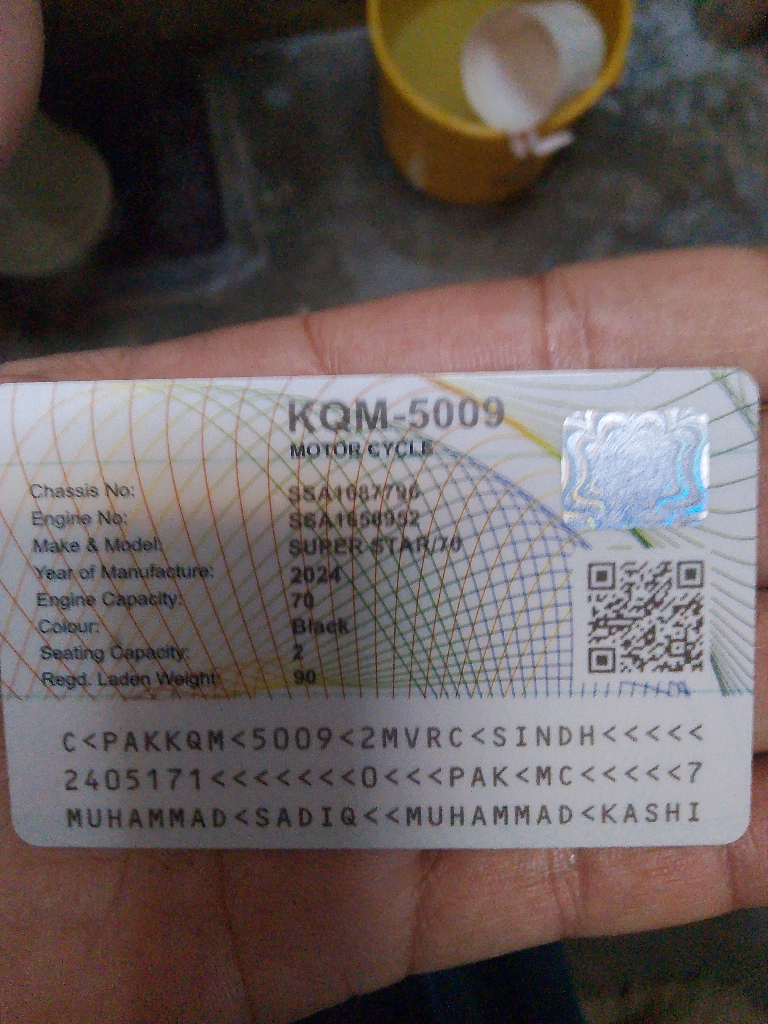 KQM-5009
MOTOR CYCLE
Chassis No:
Engine No:
Make & Model: SUPER STAR/70
Year of Manufacture: 2024
Engine Capacity: 70
Colour: Black
Seating Capacity: 2
Regd. Laden Weight: 90
C<PAKKQM<5009<2MVRC<SINDH<<<<<
2405171<<<<<<<<0<<<PAK<MC<<<<<7
MUHAMMAD<SADIQ<<MUHAMMAD<KASHI